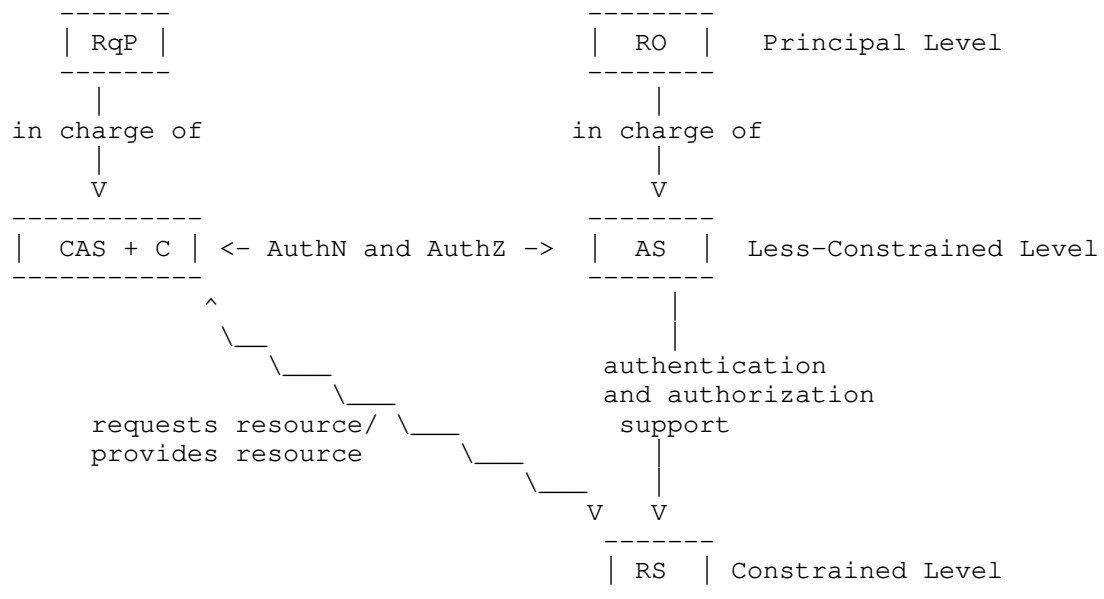 RqP RO Principal Level
in charge of in charge of
CAS + C <- AuthN and AuthZ -> AS Less-Constrained Level
authentication
and authorization
requests resource/ support
provides resource
RS Constrained Level